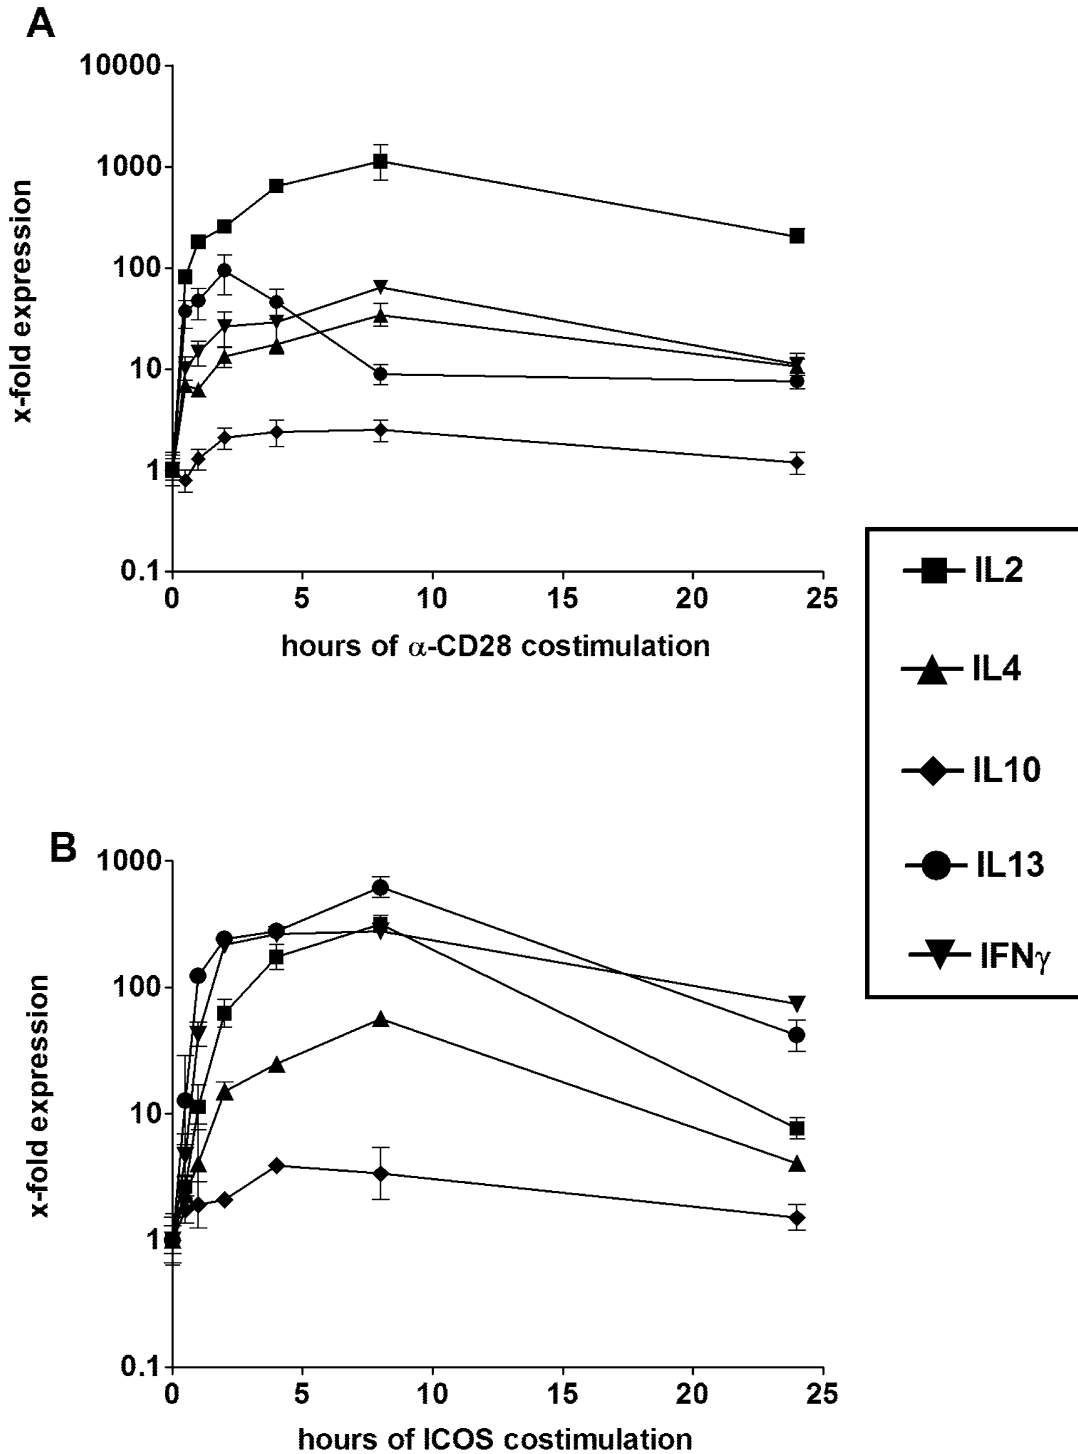 A
10000
1000
100
10
1
0.1
x-fold expression
0 5 10 15 20 25
hours of α-CD28 costimulation
IL2
IL4
IL10
IL13
IFNγ
B
1000
100
10
1
0.1
x-fold expression
0 5 10 15 20 25
hours of ICOS costimulation